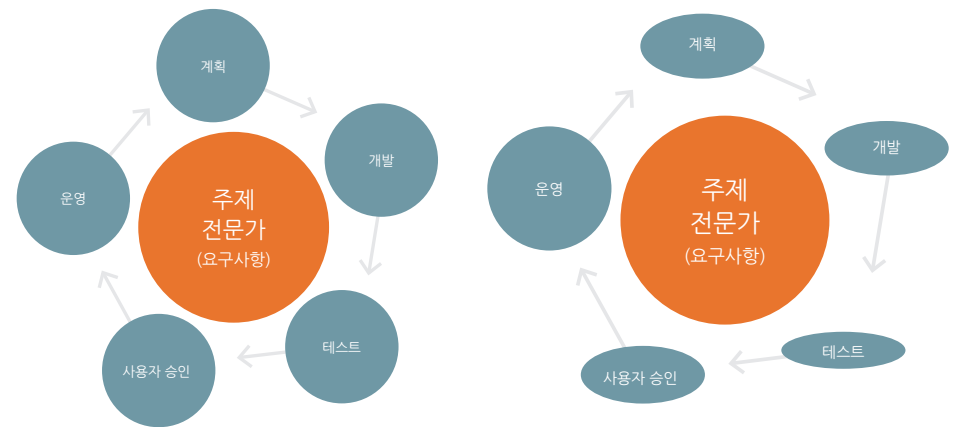 계획
개발
운영
주제
전문가
(요구사항)
테스트
사용자 승인
계획
개발
운영
주제
전문가
(요구사항)
테스트
사용자 승인